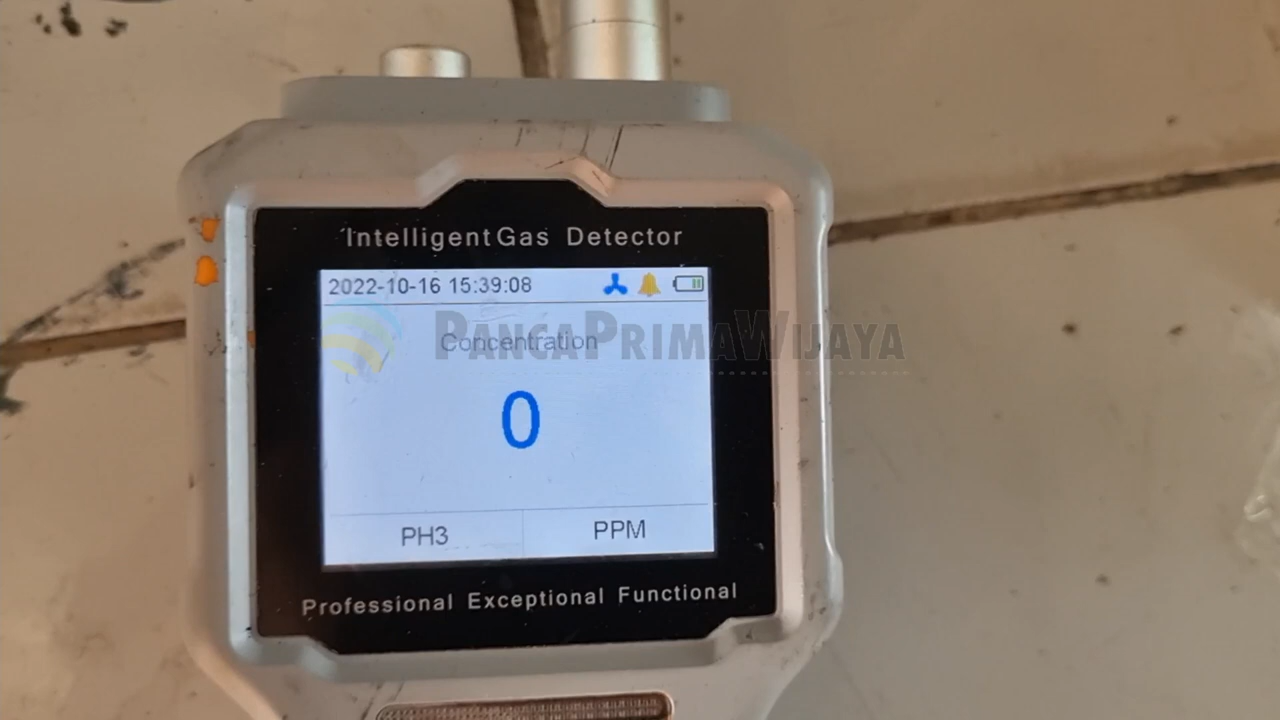 Intelligent Gas Detector
2022-10-16 15:39:08
PancaPrimaWijaya
Concentration
0
PH3 PPM
Professional Exceptional Functional